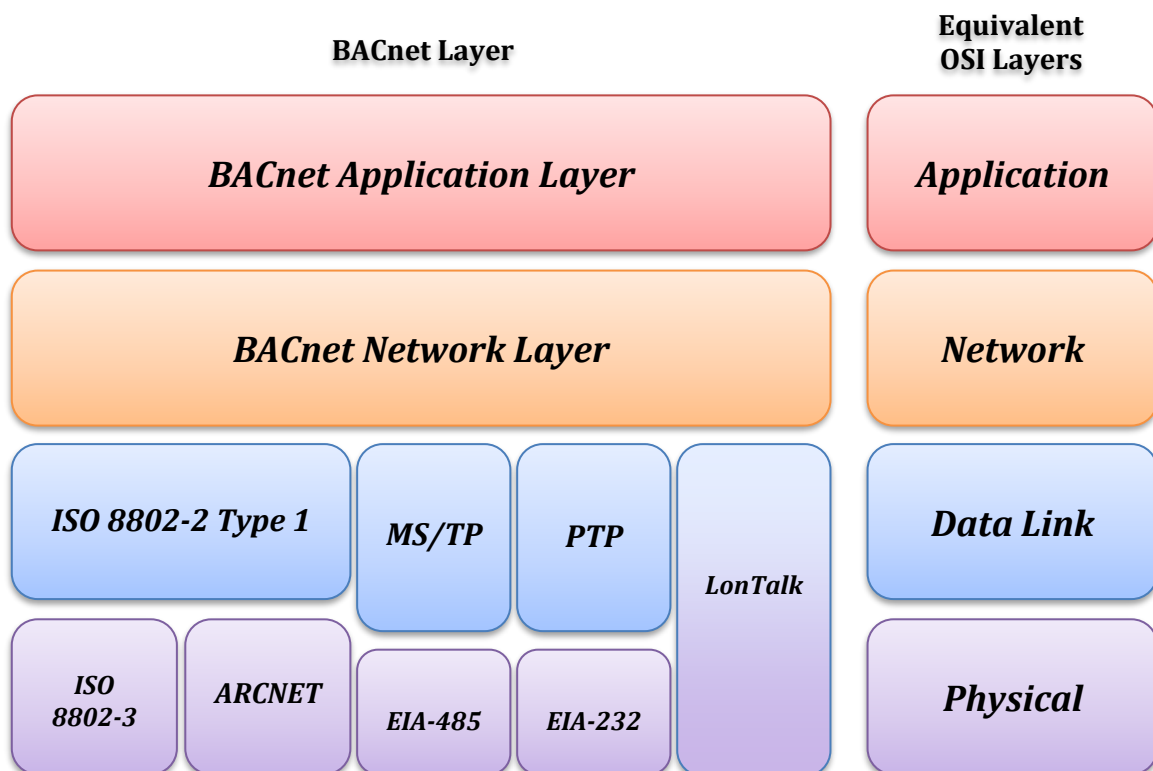 BACnet Layer
Equivalent
OSI Layers
BACnet Application Layer
Application
BACnet Network Layer
Network
ISO 8802-2 Type 1
MS/TP
PTP
LonTalk
Data Link
ISO
8802-3
ARCNET
EIA-485
EIA-232
Physical